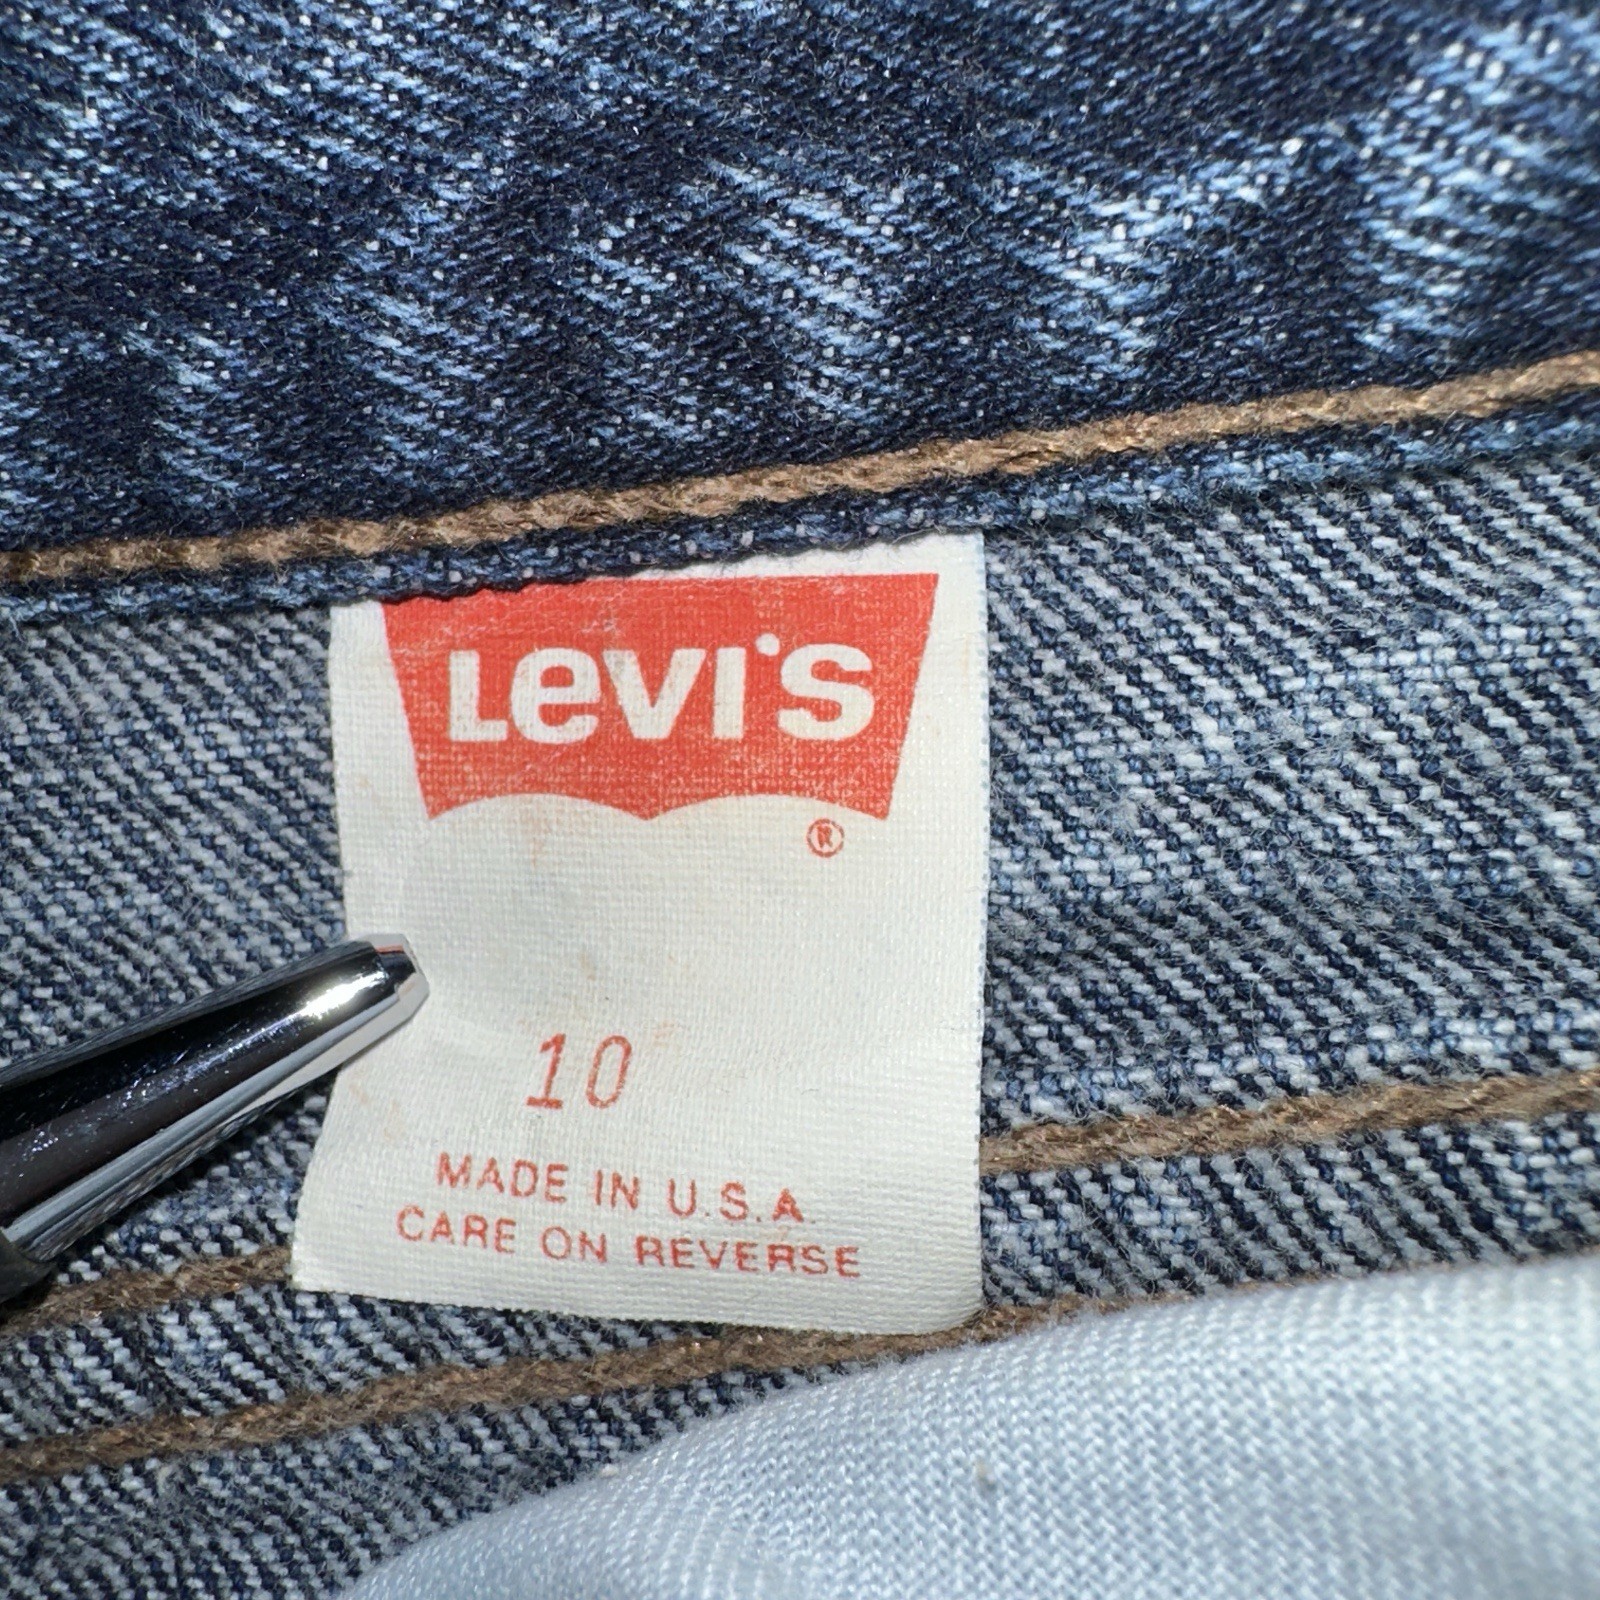 Levi's
®
10
MADE IN U.S.A.
CARE ON REVERSE